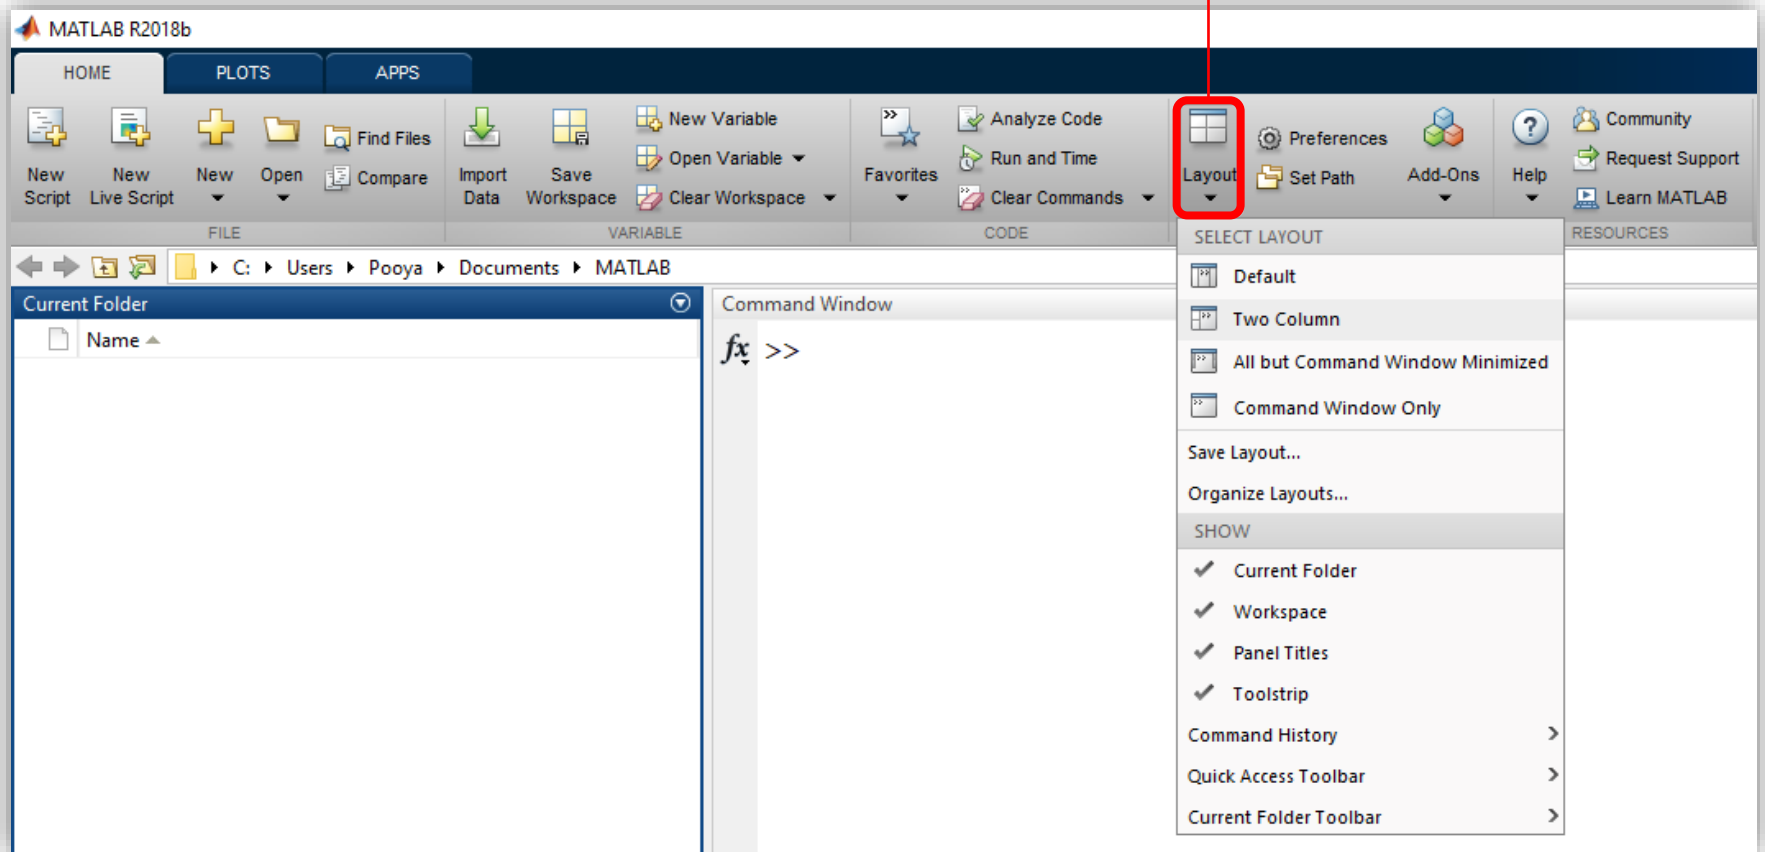 MATLAB R2018b
HOME PLOTS APPS
New Script
New Live Script
New
Open
Find Files
Compare
FILE
Import Data
Save Workspace
New Variable
Open Variable
Clear Workspace
VARIABLE
Favorites
Analyze Code
Run and Time
Clear Commands
CODE
Layout
Preferences
Set Path
Add-Ons
Help
Community
Request Support
Learn MATLAB
RESOURCES
C: Users Pooya Documents MATLAB
Current Folder
Name
Command Window
fx >>
SELECT LAYOUT
Default
Two Column
All but Command Window Minimized
Command Window Only
Save Layout...
Organize Layouts...
SHOW
Current Folder
Workspace
Panel Titles
Toolstrip
Command History
Quick Access Toolbar
Current Folder Toolbar